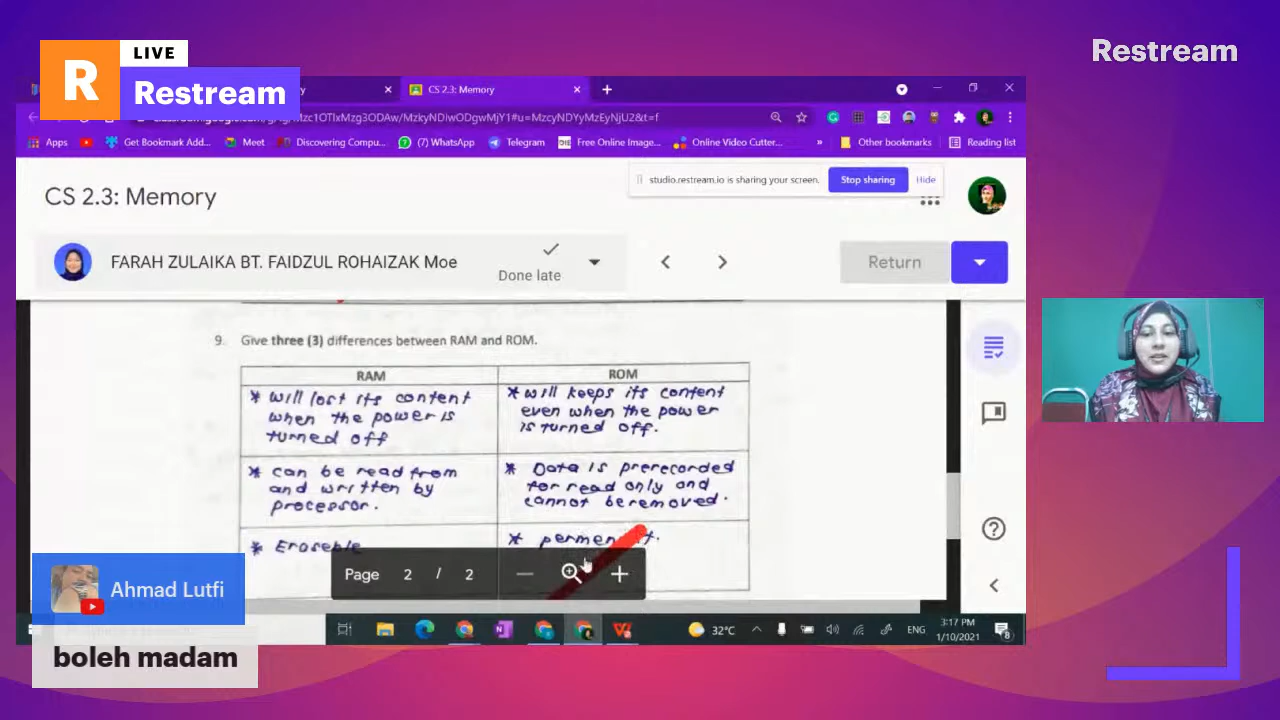 R
LIVE
Restream
Restream
y
CS 2.3: Memory
Apps
Get Bookmark Add...
Meet
Discovering Compu...
(7) WhatsApp
Telegram
Free Online Image...
Online Video Cutter...
»
Other bookmarks
Reading list
studio.restream.io is sharing your screen.
Stop sharing
Hide
CS 2.3: Memory
FARAH ZULAIKA BT. FAIDZUL ROHAIZAK Moe
Done late
Return
9. Give three (3) differences between RAM and ROM.
RAM
ROM
* will lost its content
when the power is
turned off
* will keeps its content
even when the power
is turned off.
* can be read from
and written by
processor.
* Data is prerecorded
for read only and
cannot beremoved.
* Eraseble
Page 2 / 2
Ahmad Lutfi
boleh madam
32°C
ENG
3:17 PM
1/10/2021
8